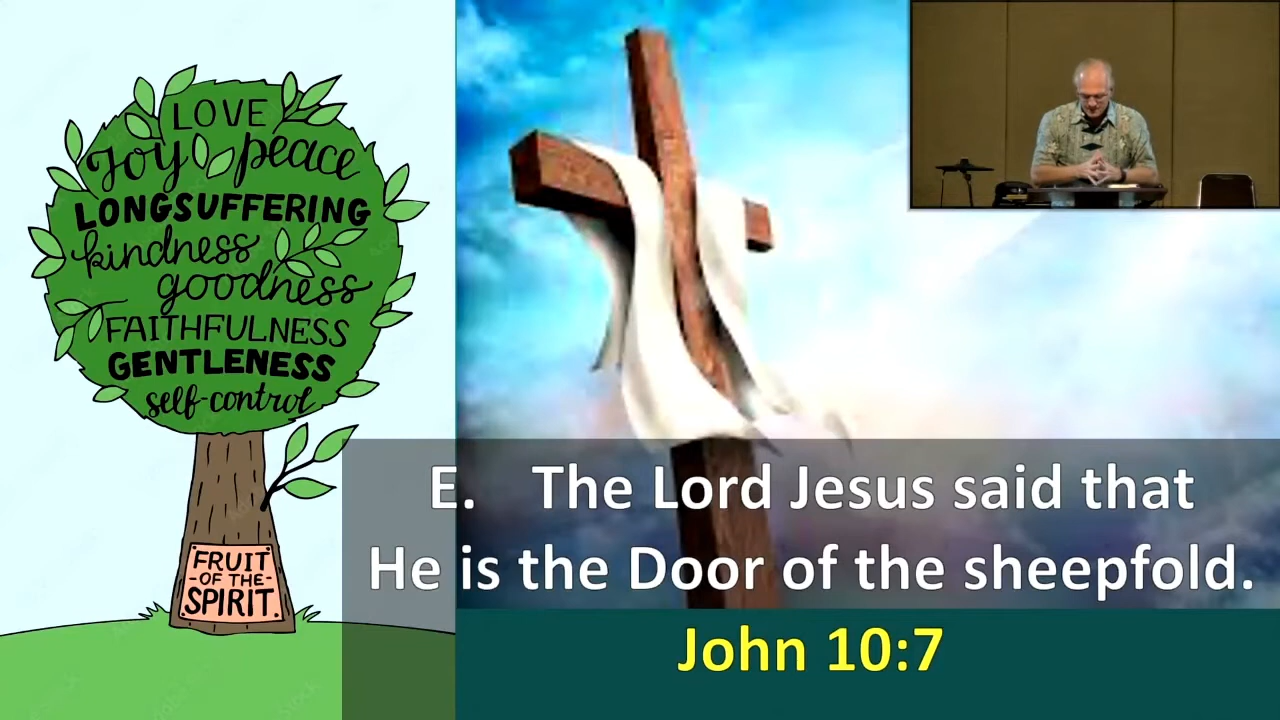 LOVE
Joy peace
LONGSUFFERING
kindness
goodness
FAITHFULNESS
GENTLENESS
self-control
FRUIT
-OF THE-
SPIRIT
E. The Lord Jesus said that
He is the Door of the sheepfold.
John 10:7